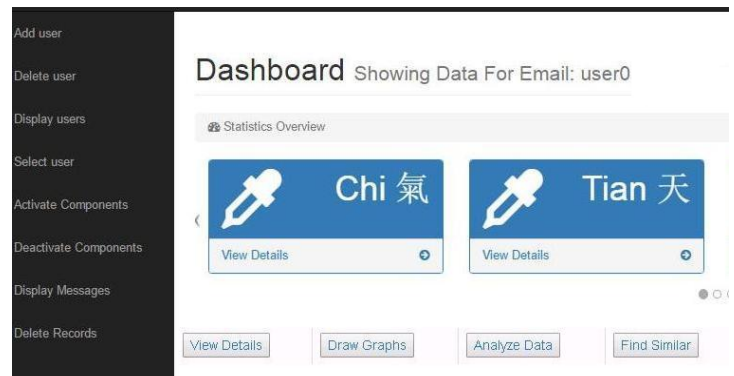 Add user
Delete user
Display users
Select user
Activate Components
Deactivate Components
Display Messages
Delete Records
Dashboard Showing Data For Email: user0
Statistics Overview
Chi 氣
View Details
Tian 天
View Details
View Details
Draw Graphs
Analyze Data
Find Similar